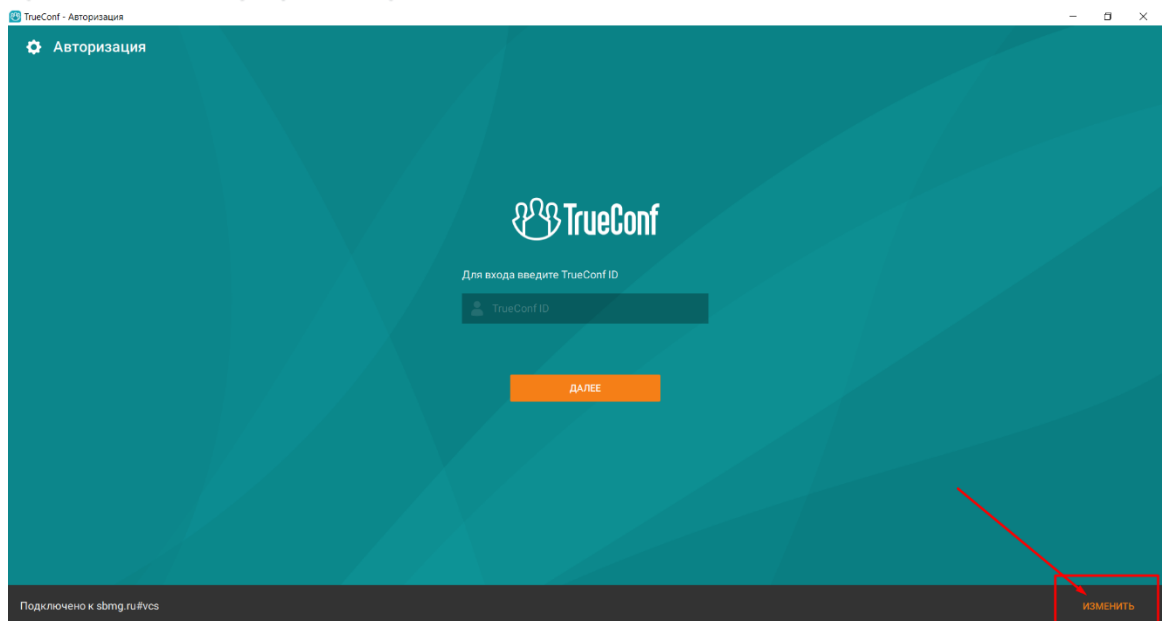 TrueConf - Авторизация
Авторизация
TrueConf
Для входа введите TrueConf ID
TrueConf ID
ДАЛЕЕ
Подключено к sbmg.ru#vcs
ИЗМЕНИТЬ